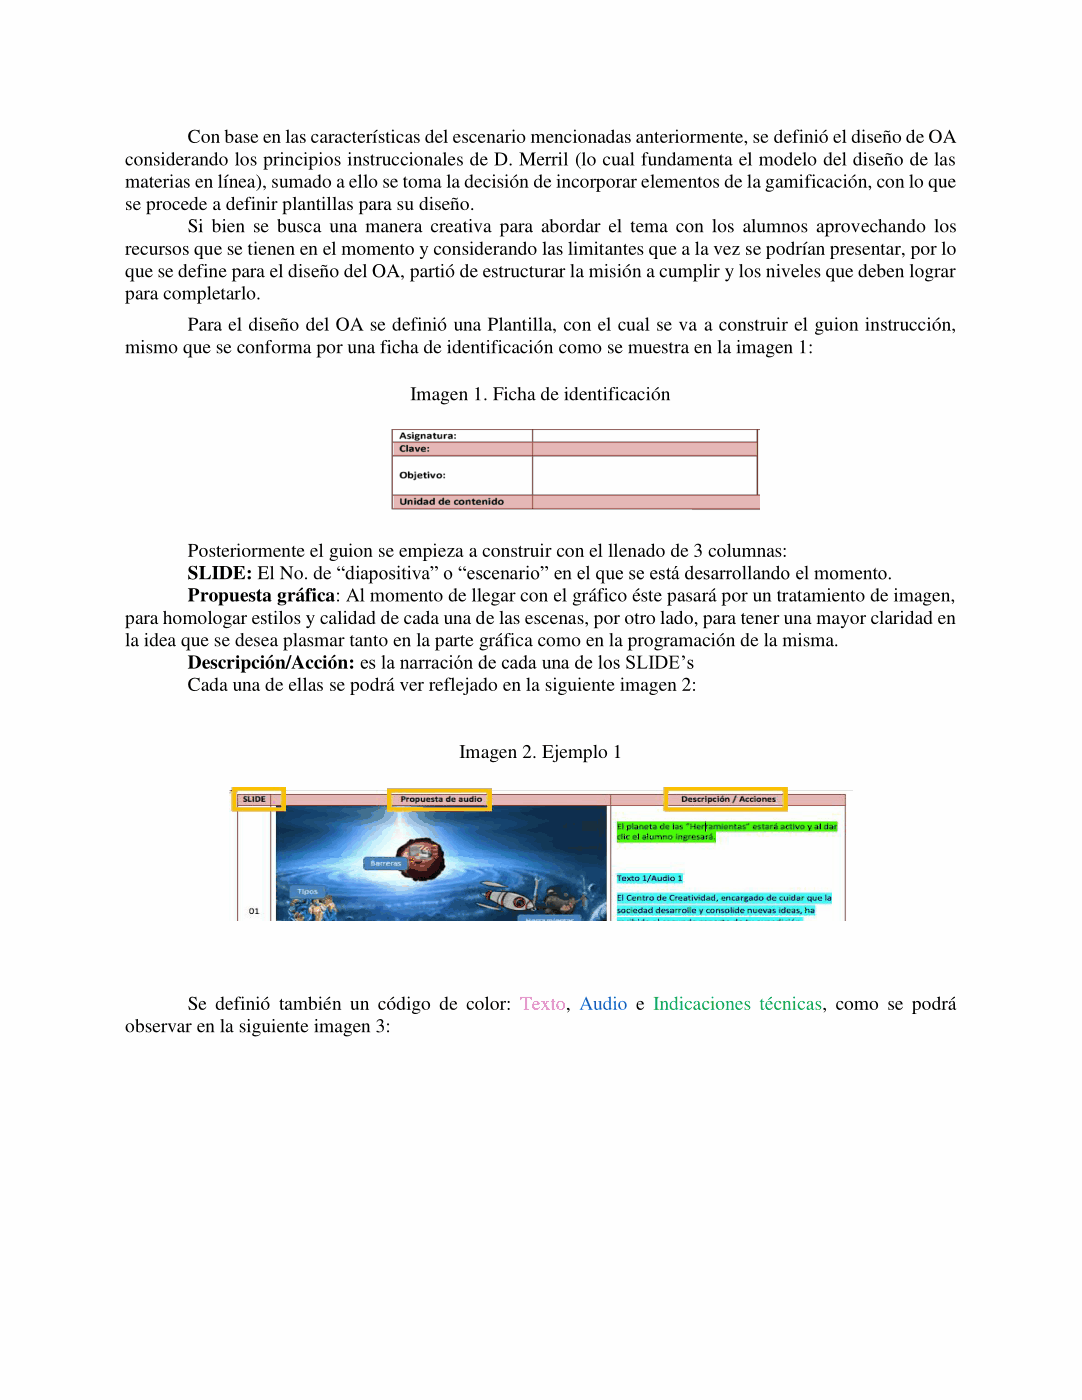 Con base en las características del escenario mencionadas anteriormente, se definió el diseño de OA
considerando los principios instruccionales de D. Merril (lo cual fundamenta el modelo del diseño de las
materias en línea), sumado a ello se toma la decisión de incorporar elementos de la gamificación, con lo que
se procede a definir plantillas para su diseño.
Si bien se busca una manera creativa para abordar el tema con los alumnos aprovechando los
recursos que se tienen en el momento y considerando las limitantes que a la vez se podrían presentar, por lo
que se define para el diseño del OA, partió de estructurar la misión a cumplir y los niveles que deben lograr
para completarlo.
Para el diseño del OA se definió una Plantilla, con el cual se va a construir el guion instrucción,
mismo que se conforma por una ficha de identificación como se muestra en la imagen 1:
Imagen 1. Ficha de identificación
Asignatura:
Clave:
Objetivo:
Unidad de contenido
Posteriormente el guion se empieza a construir con el llenado de 3 columnas:
SLIDE: El No. de “diapositiva” o “escenario” en el que se está desarrollando el momento.
Propuesta gráfica: Al momento de llegar con el gráfico éste pasará por un tratamiento de imagen,
para homologar estilos y calidad de cada una de las escenas, por otro lado, para tener una mayor claridad en
la idea que se desea plasmar tanto en la parte gráfica como en la programación de la misma.
Descripción/Acción: es la narración de cada una de los SLIDE’s
Cada una de ellas se podrá ver reflejado en la siguiente imagen 2:
Imagen 2. Ejemplo 1
SLIDE Propuesta de audio Descripción / Acciones
El planeta de las "Herramientas" estará activo y al dar
clic el alumno ingresará.
Barreras
Texto 1/Audio 1
Tipos
El Centro de Creatividad, encargado de cuidar que la
01 sociedad desarrolle y consolide nuevas ideas, ha
Se definió también un código de color: Texto, Audio e Indicaciones técnicas, como se podrá
observar en la siguiente imagen 3: